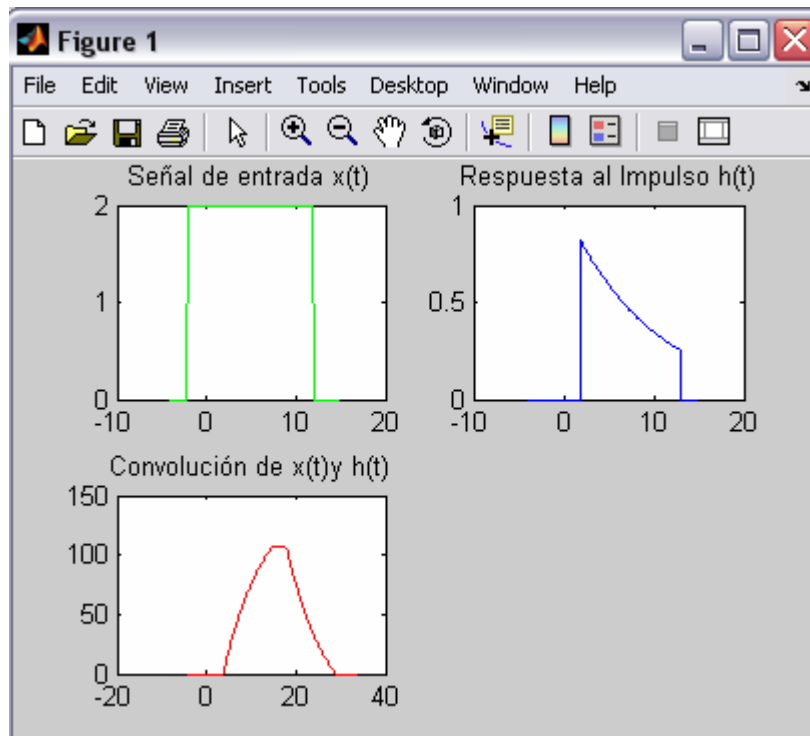 Figure 1
File Edit View Insert Tools Desktop Window Help
Señal de entrada x(t)
2
1
0
-10 0 10 20
Respuesta al Impulso h(t)
1
0.5
0
-10 0 10 20
Convolución de x(t)y h(t)
150
100
50
0
-20 0 20 40